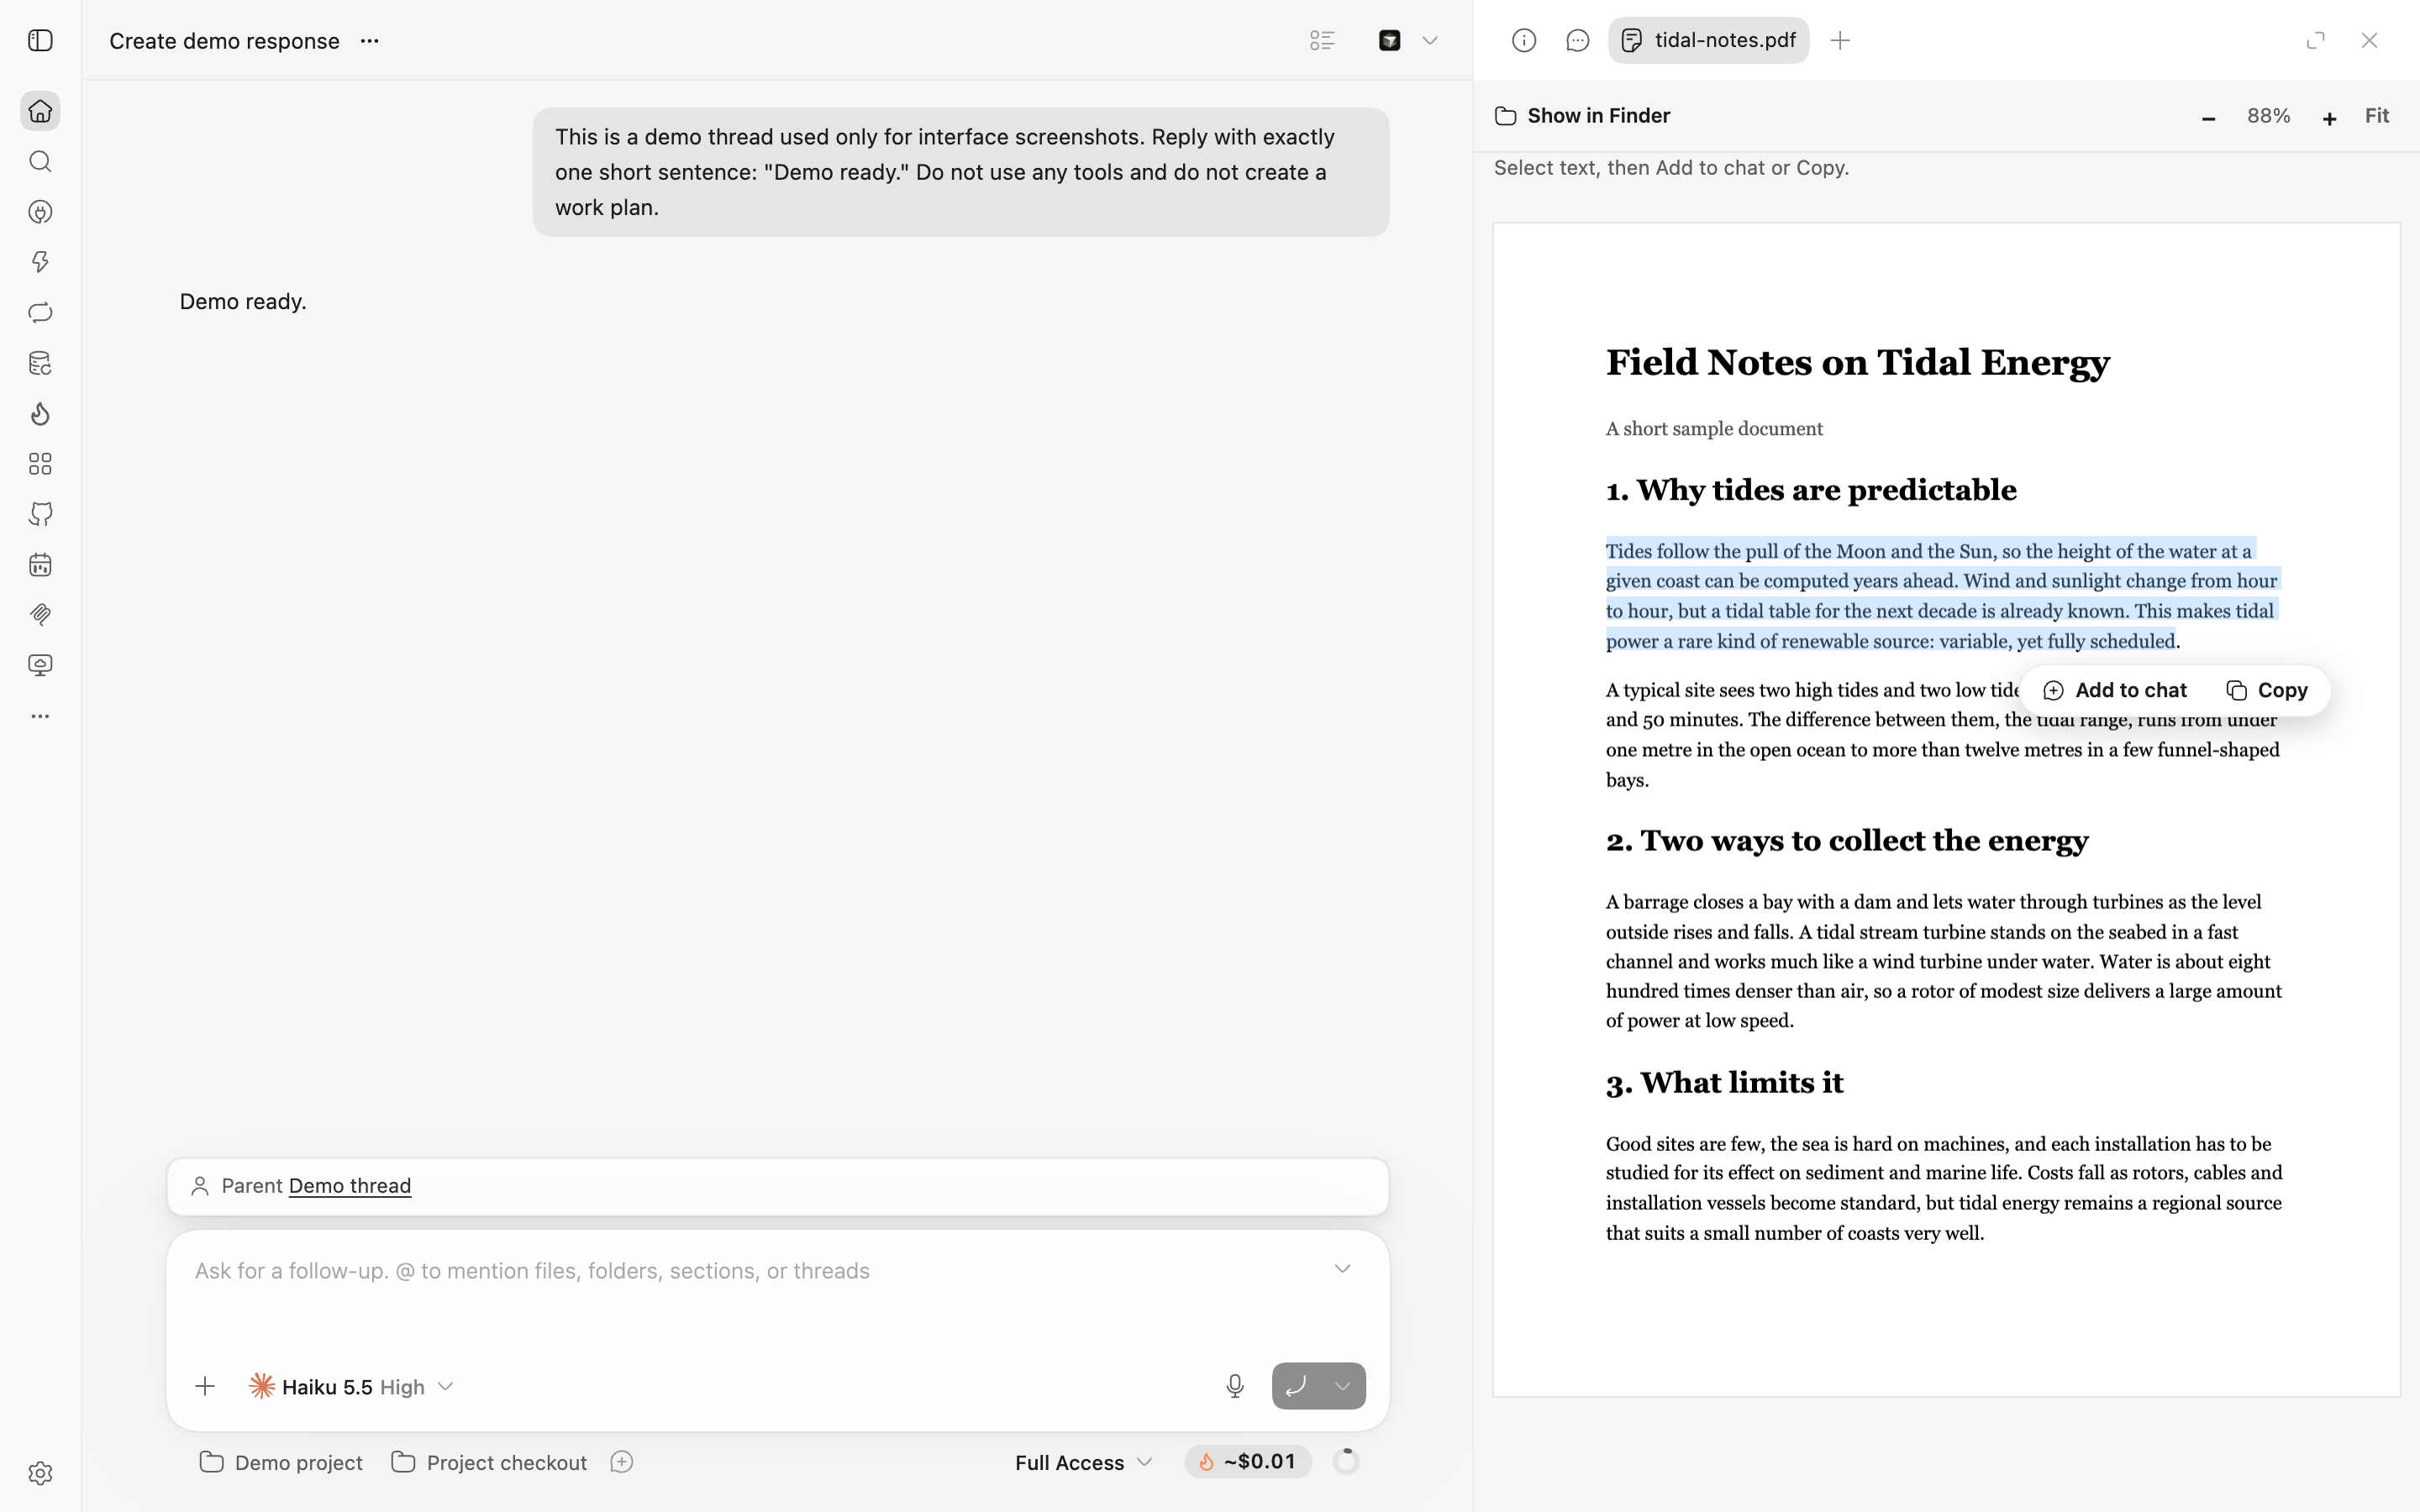 Create demo response
This is a demo thread used only for interface screenshots. Reply with exactly
one short sentence: "Demo ready." Do not use any tools and do not create a
work plan.
Demo ready.
Parent Demo thread
Ask for a follow-up. @ to mention files, folders, sections, or threads
Haiku 5.5 High
Demo project
Project checkout
Full Access
~$0.01
tidal-notes.pdf
Show in Finder
88%
Fit
Select text, then Add to chat or Copy.
Field Notes on Tidal Energy
A short sample document
1. Why tides are predictable
Tides follow the pull of the Moon and the Sun, so the height of the water at a
given coast can be computed years ahead. Wind and sunlight change from hour
to hour, but a tidal table for the next decade is already known. This makes tidal
power a rare kind of renewable source: variable, yet fully scheduled.
A typical site sees two high tides and two low
Add to chat
Copy
and 50 minutes. The difference between them, the tidal range, runs from under
one metre in the open ocean to more than twelve metres in a few funnel-shaped
bays.
2. Two ways to collect the energy
A barrage closes a bay with a dam and lets water through turbines as the level
outside rises and falls. A tidal stream turbine stands on the seabed in a fast
channel and works much like a wind turbine under water. Water is about eight
hundred times denser than air, so a rotor of modest size delivers a large amount
of power at low speed.
3. What limits it
Good sites are few, the sea is hard on machines, and each installation has to be
studied for its effect on sediment and marine life. Costs fall as rotors, cables and
installation vessels become standard, but tidal energy remains a regional source
that suits a small number of coasts very well.